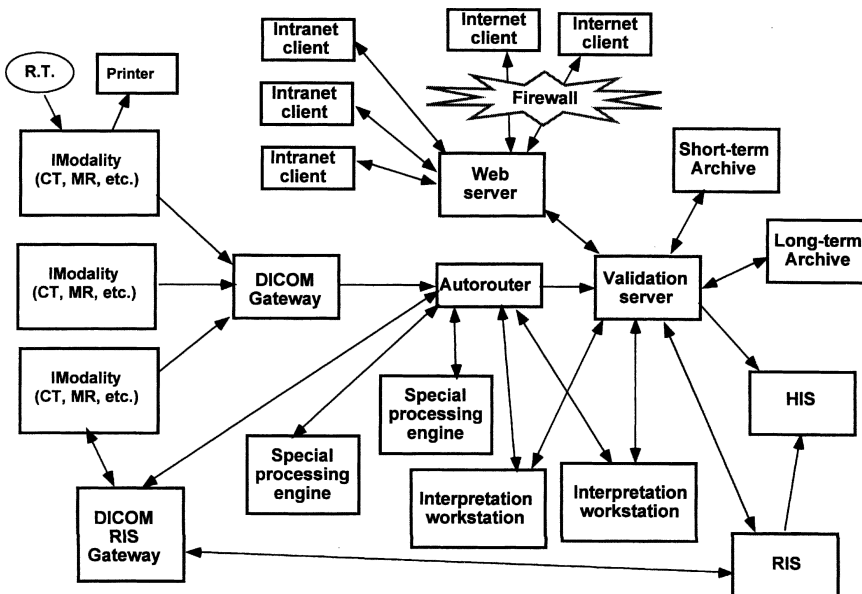 Intranet
client
Internet
client
Internet
client
R.T.
Printer
Firewall
Intranet
client
IModality
(CT, MR, etc.)
Intranet
client
Web
server
Short-term
Archive
Long-term
Archive
IModality
(CT, MR, etc.)
DICOM
Gateway
Autorouter
Validation
server
IModality
(CT, MR, etc.)
Special
processing
engine
HIS
Special
processing
engine
Interpretation
workstation
Interpretation
workstation
DICOM
RIS
Gateway
RIS